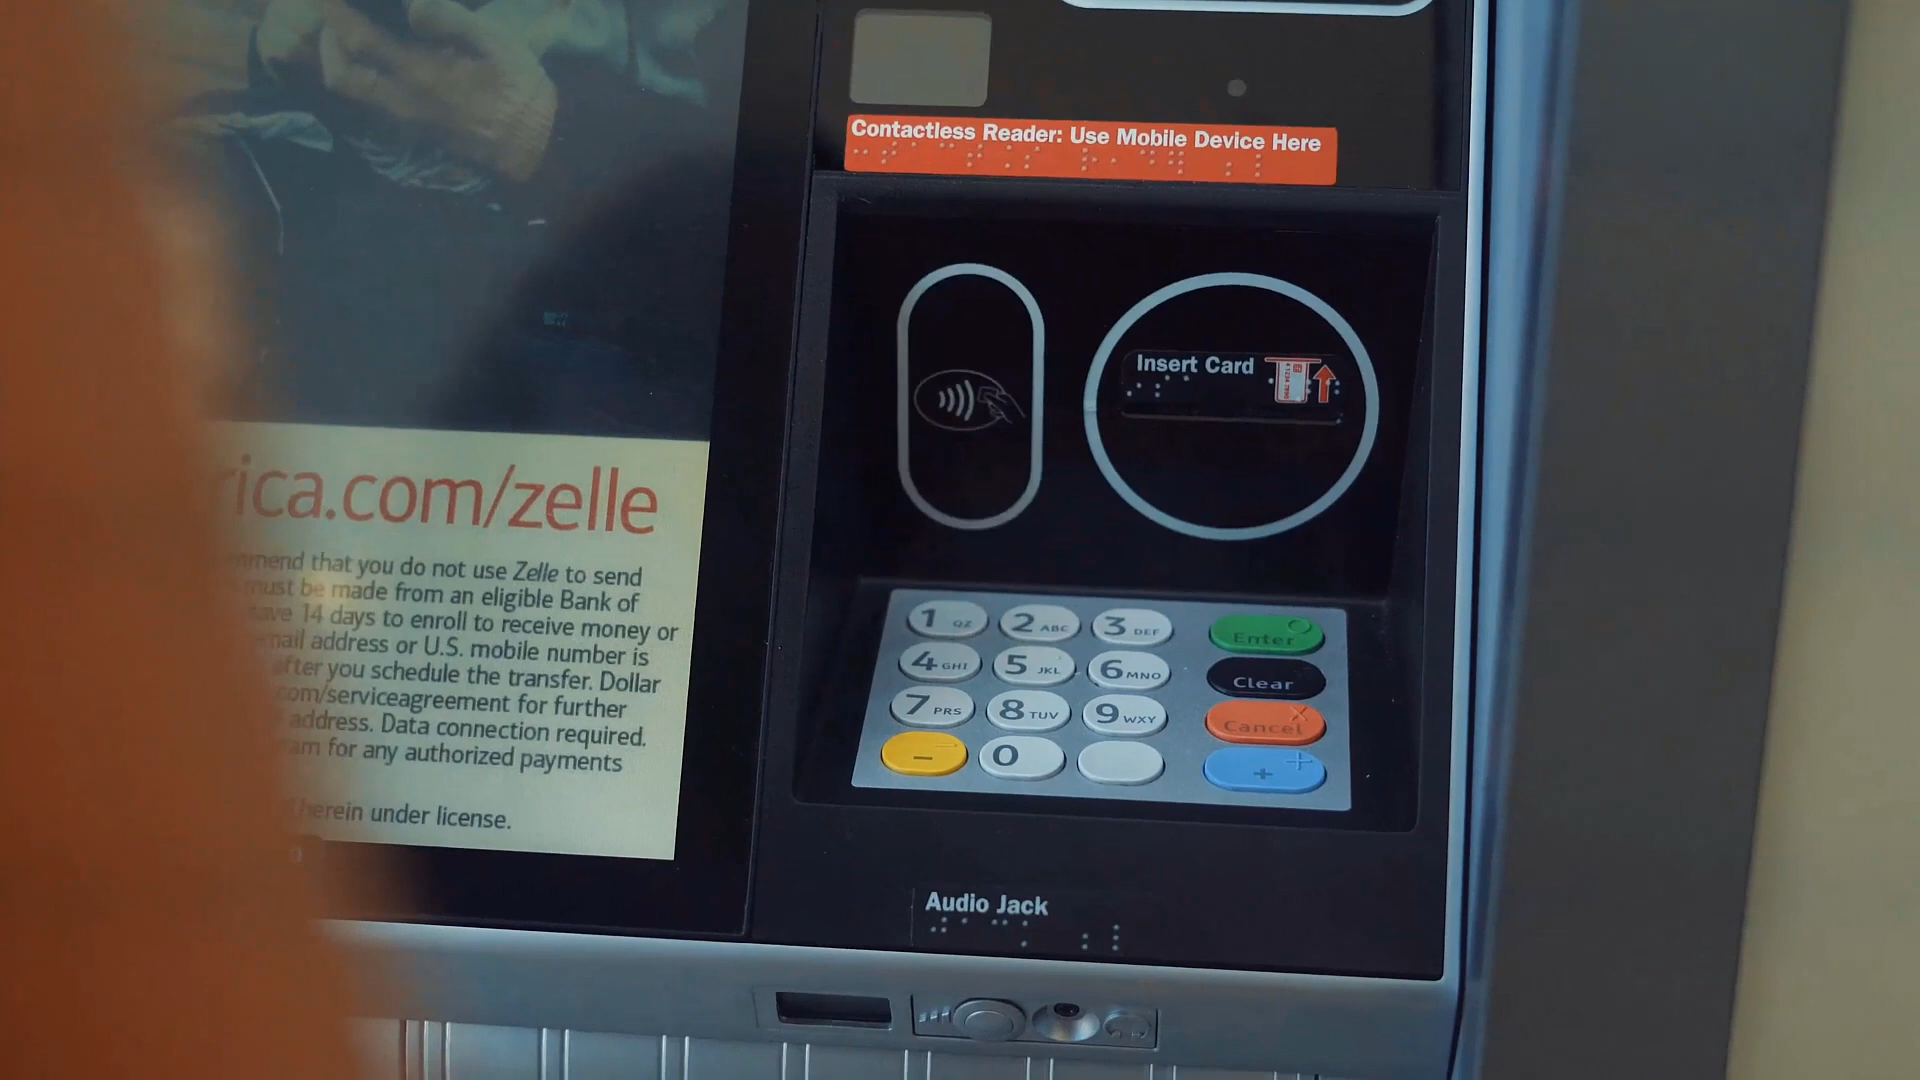 Contactless Reader: Use Mobile Device Here
Insert Card
rica.com/zelle
mmend that you do not use Zelle to send
must be made from an eligible Bank of
have 14 days to enroll to receive money or
mail address or U.S. mobile number is
after you schedule the transfer. Dollar
.com/serviceagreement for further
address. Data connection required.
ram for any authorized payments
herein under license.
1 QZ 2 ABC 3 DEF Enter
4 GHI 5 JKL 6 MNO Clear
7 PRS 8 TUV 9 WXY Cancel
- 0 +
Audio Jack